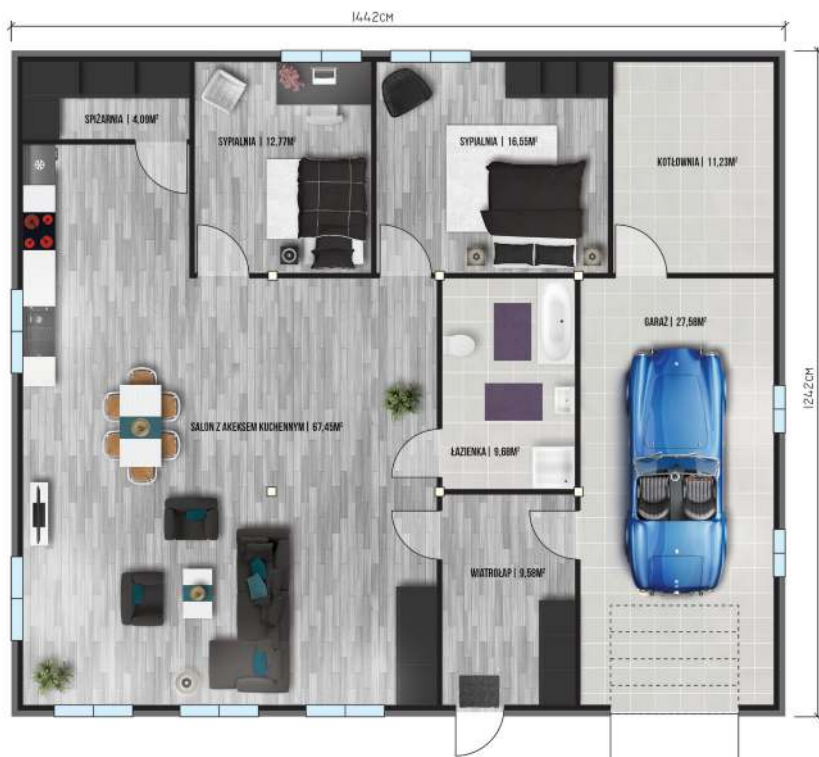 1442CM
SPIŻARNIA | 4,09M²
SYPIALNIA | 12,77M²
SYPIALNIA | 16,55M²
KOTŁOWNIA | 11,23M²
GARAŻ | 27,58M²
1242CM
SALON Z AKEKSEM KUCHENNYM | 67,45M²
ŁAZIENKA | 9,68M²
WIATROŁAP | 9,58M²